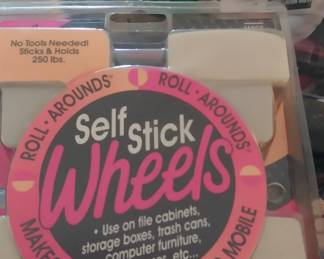 No Tools Needed!
Sticks & Holds
250 lbs.
ROLL·AROUNDS
ROLL·AROUNDS
Self
Stick
Wheels
• Use on file cabinets,
storage boxes, trash cans,
computer furniture,
etc...
MOBILE